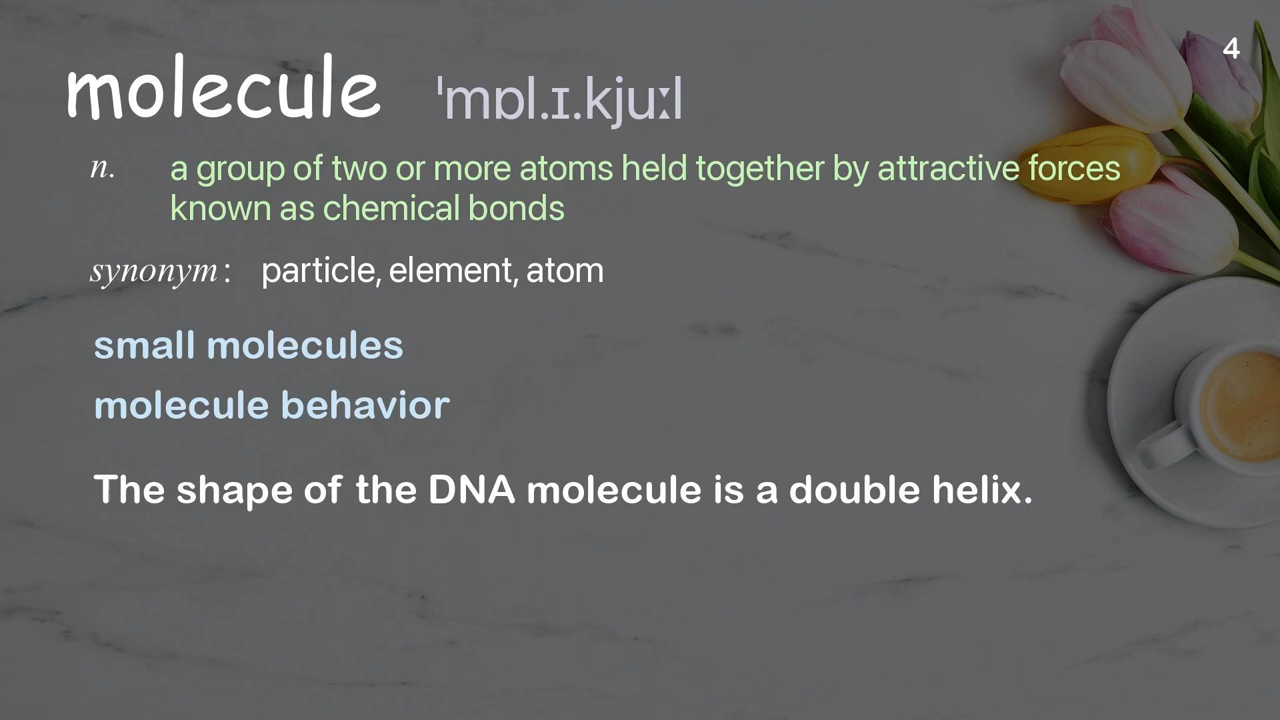 4
molecule ˈmɒl.ɪ.kjuːl
n. a group of two or more atoms held together by attractive forces
known as chemical bonds
synonym: particle, element, atom
small molecules
molecule behavior
The shape of the DNA molecule is a double helix.